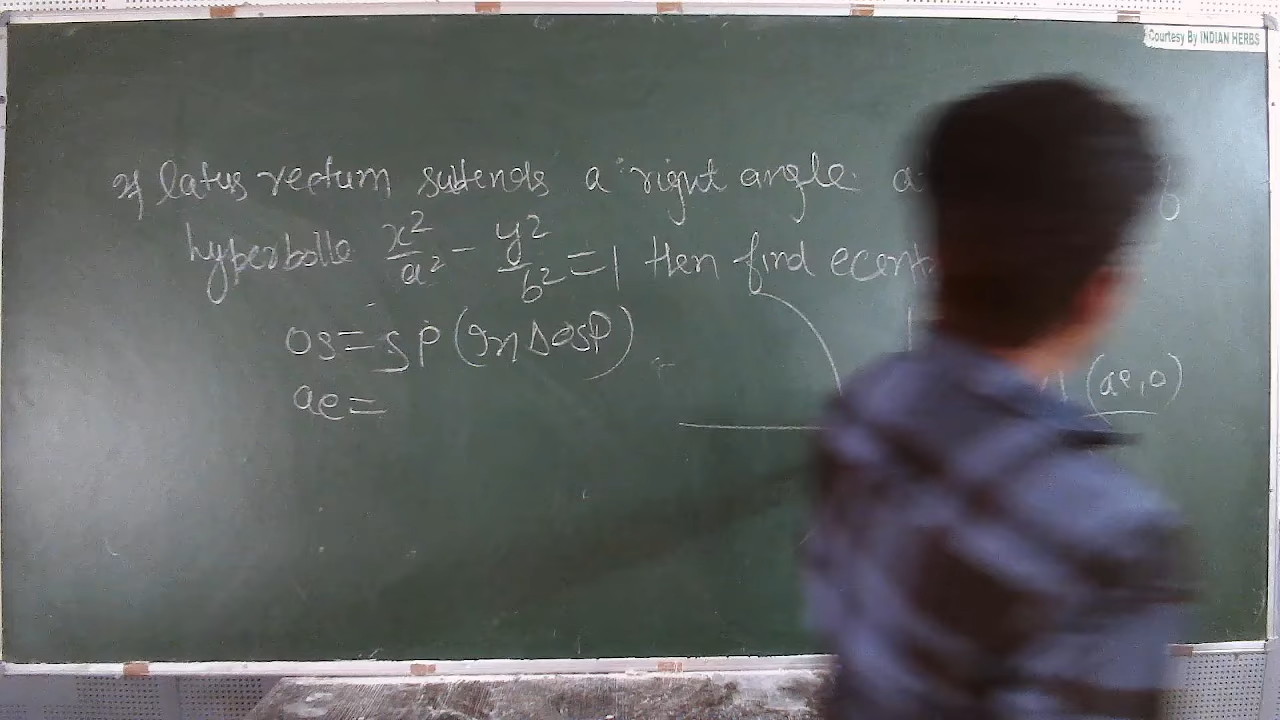 Courtesy By INDIAN HERBS
If latus rectum subtends a right angle
hyperbolle x²/a² - y²/b² = 1 then find
OS = SP (In ΔOSP)
ae =
(ae, 0)